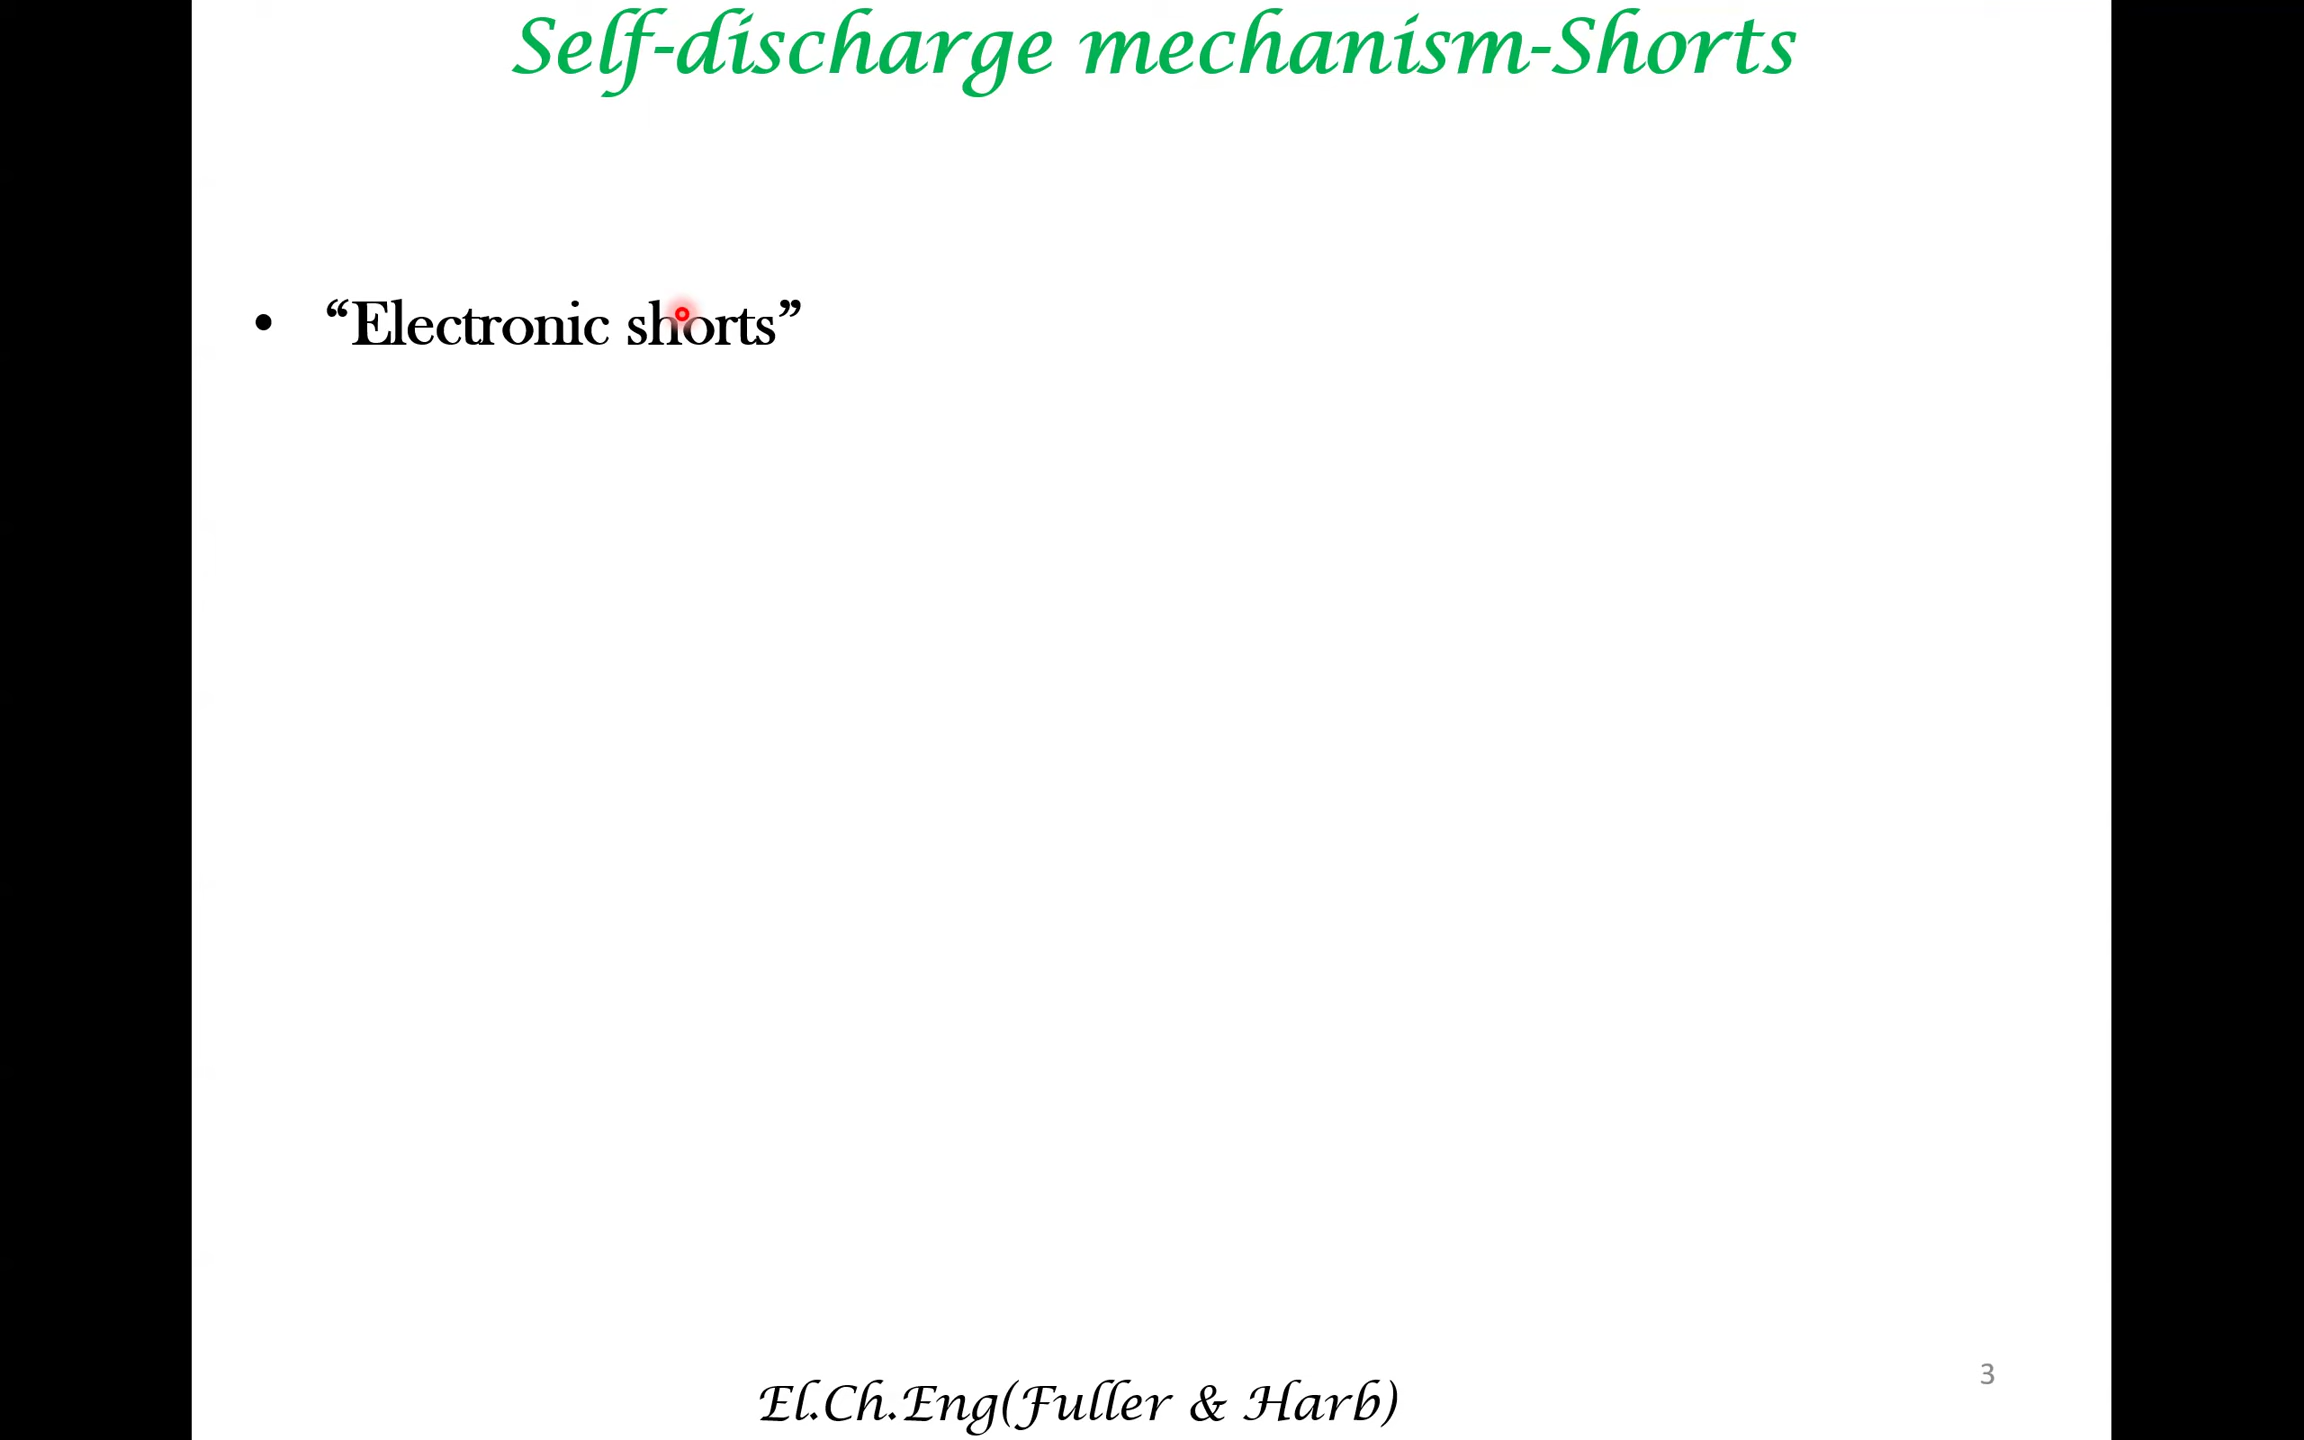 Self-discharge mechanism-Shorts
• “Electronic shorts”
El.Ch.Eng(Fuller & Harb)
3